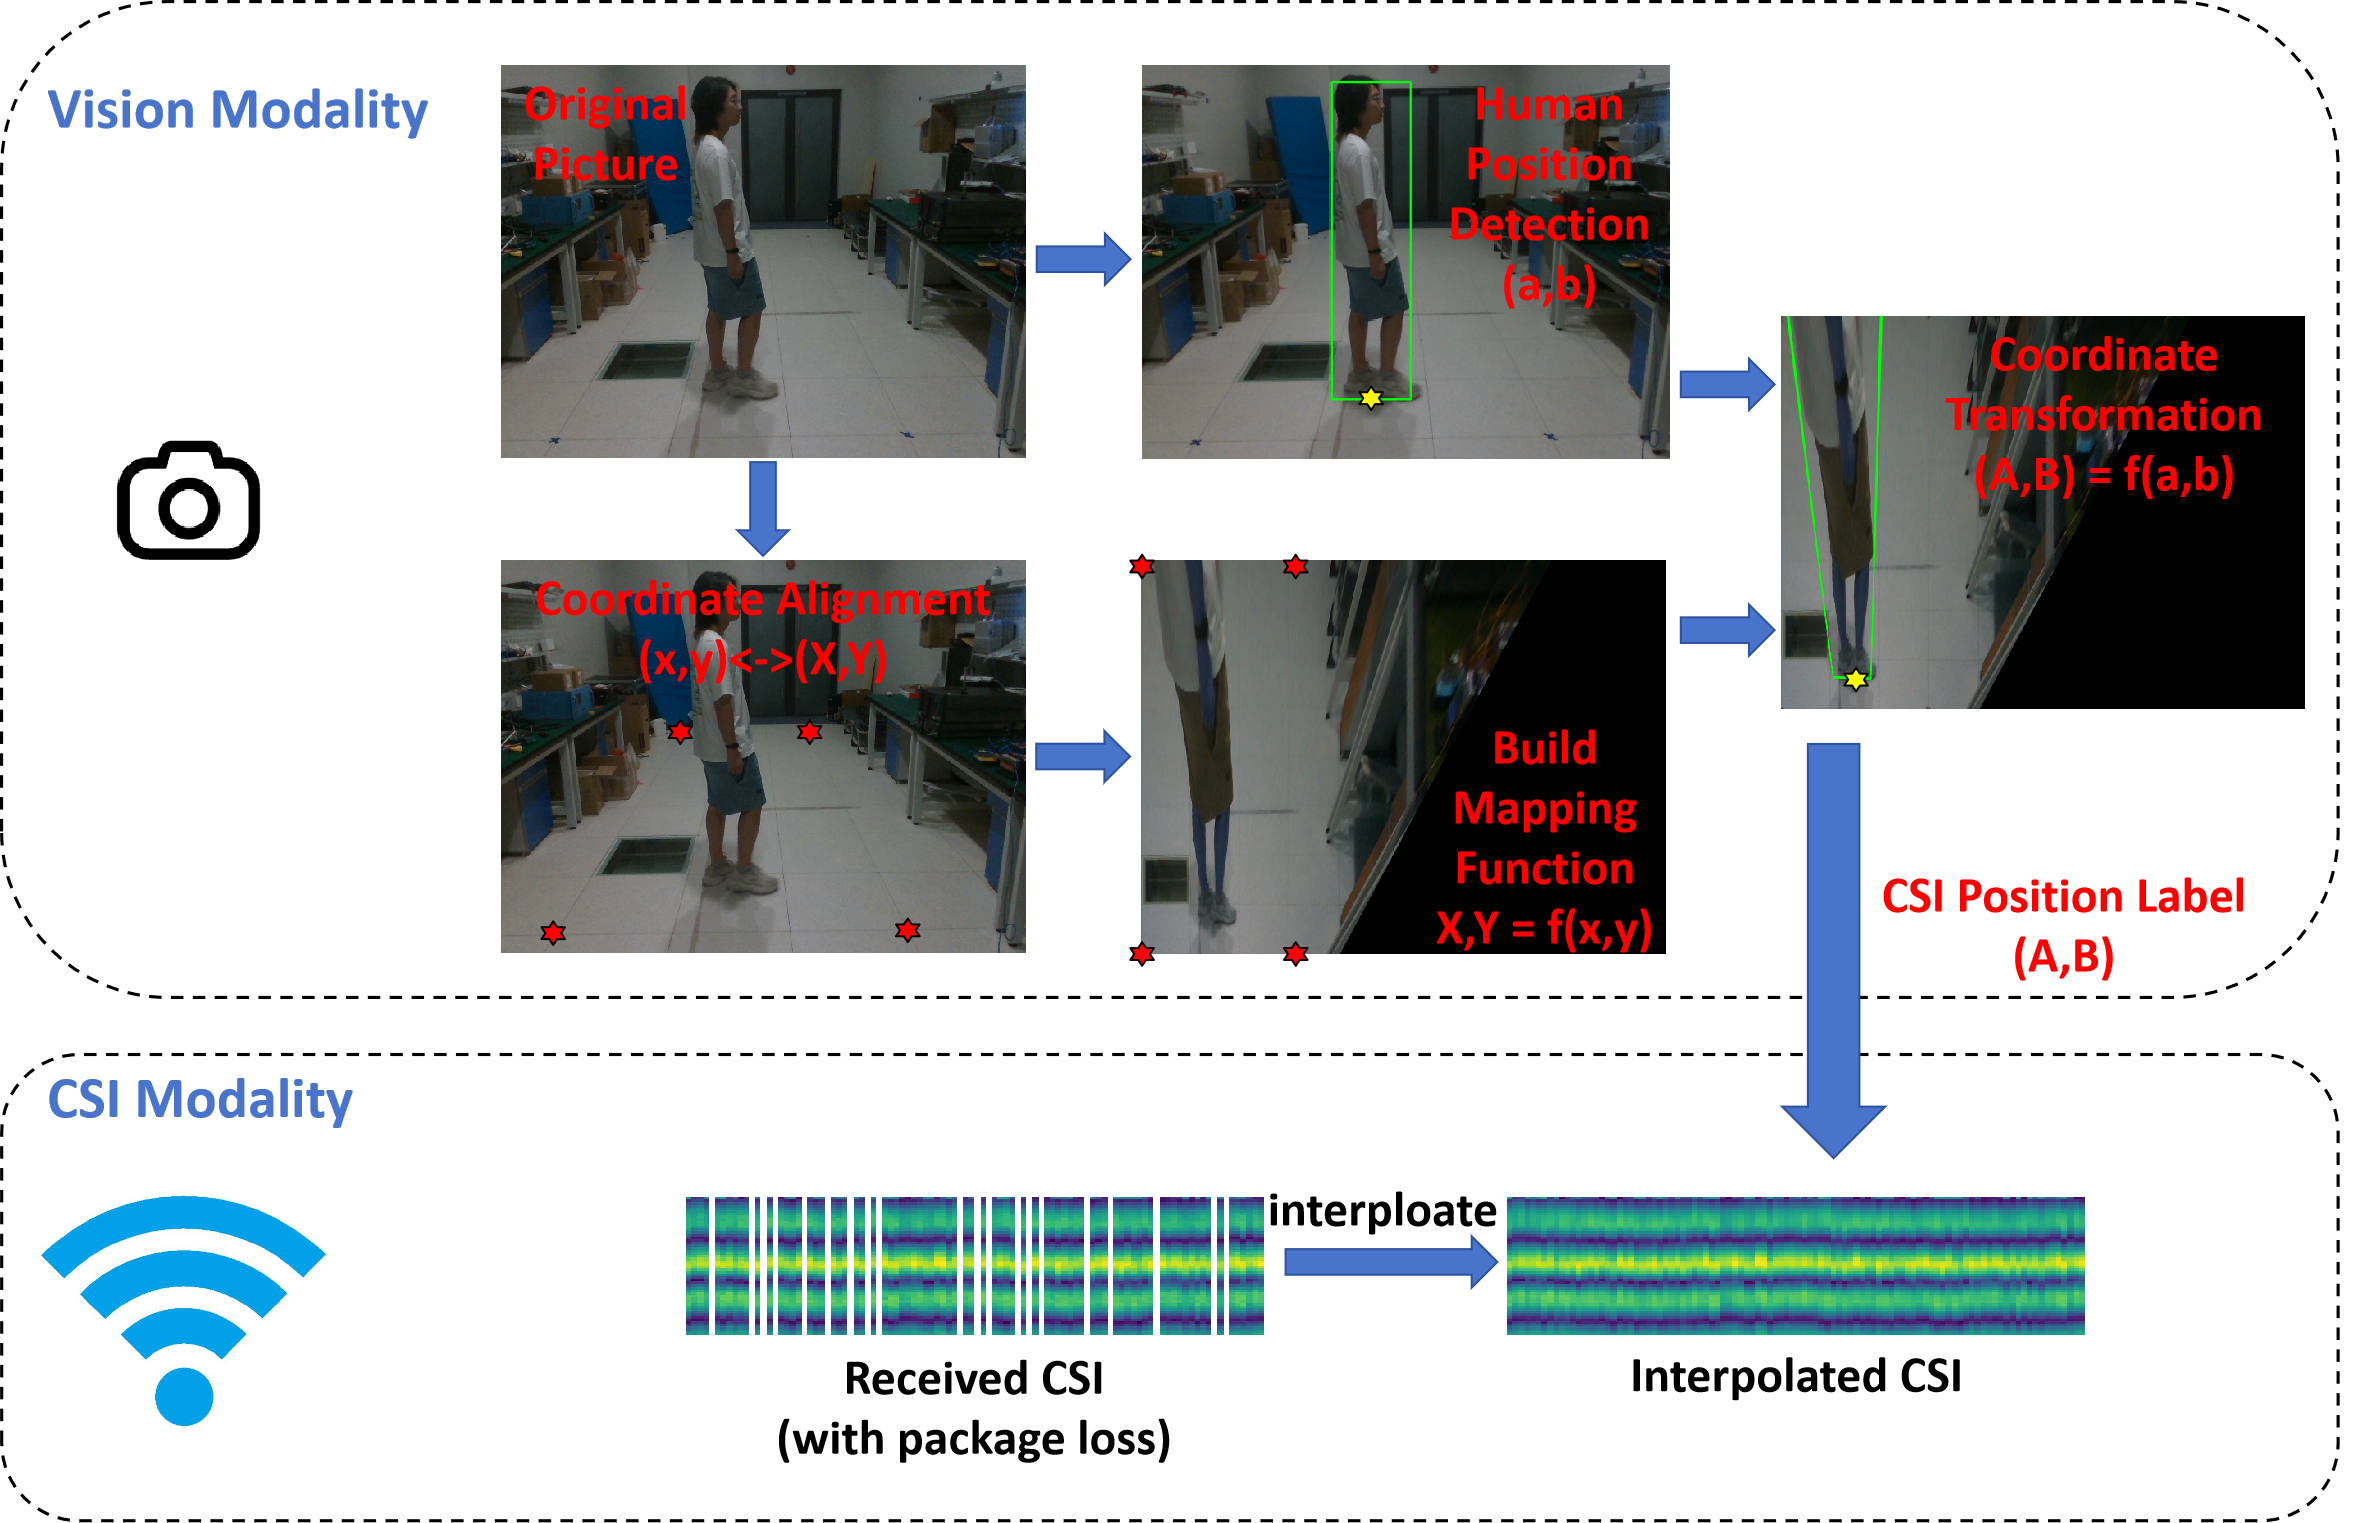 Vision Modality
Original
Picture
Human
Position
Detection
(a,b)
Coordinate
Transformation
(A,B) = f(a,b)
Coordinate Alignment
(x,y)<->(X,Y)
Build
Mapping
Function
X,Y = f(x,y)
CSI Position Label
(A,B)
CSI Modality
interploate
Received CSI
(with package loss)
Interpolated CSI